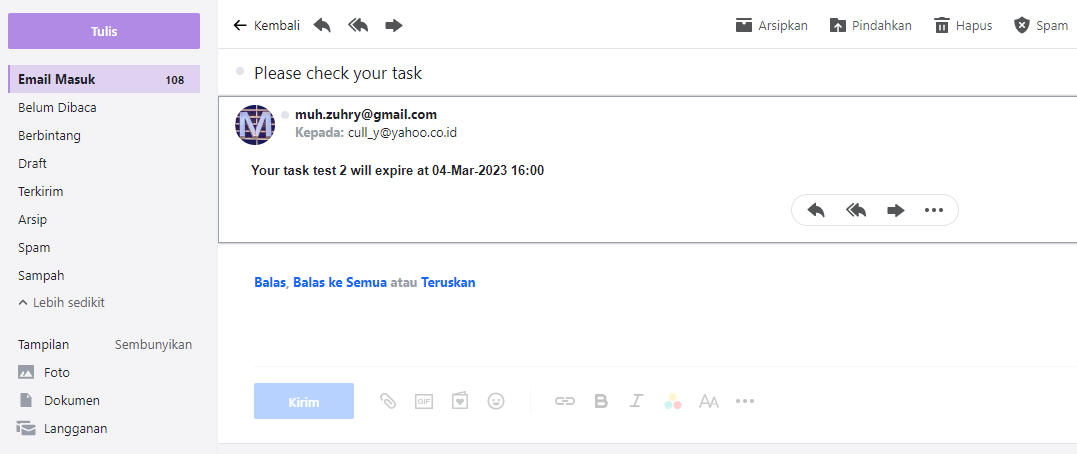 Tulis
Email Masuk 108
Belum Dibaca
Berbintang
Draft
Terkirim
Arsip
Spam
Sampah
Lebih sedikit
Tampilan Sembunyikan
Foto
Dokumen
Langganan
Kembali Arsipkan Pindahkan Hapus Spam
Please check your task
M
muh.zuhry@gmail.com
Kepada: cull_y@yahoo.co.id
Your task test 2 will expire at 04-Mar-2023 16:00
Balas, Balas ke Semua atau Teruskan
Kirim GIF B I AA